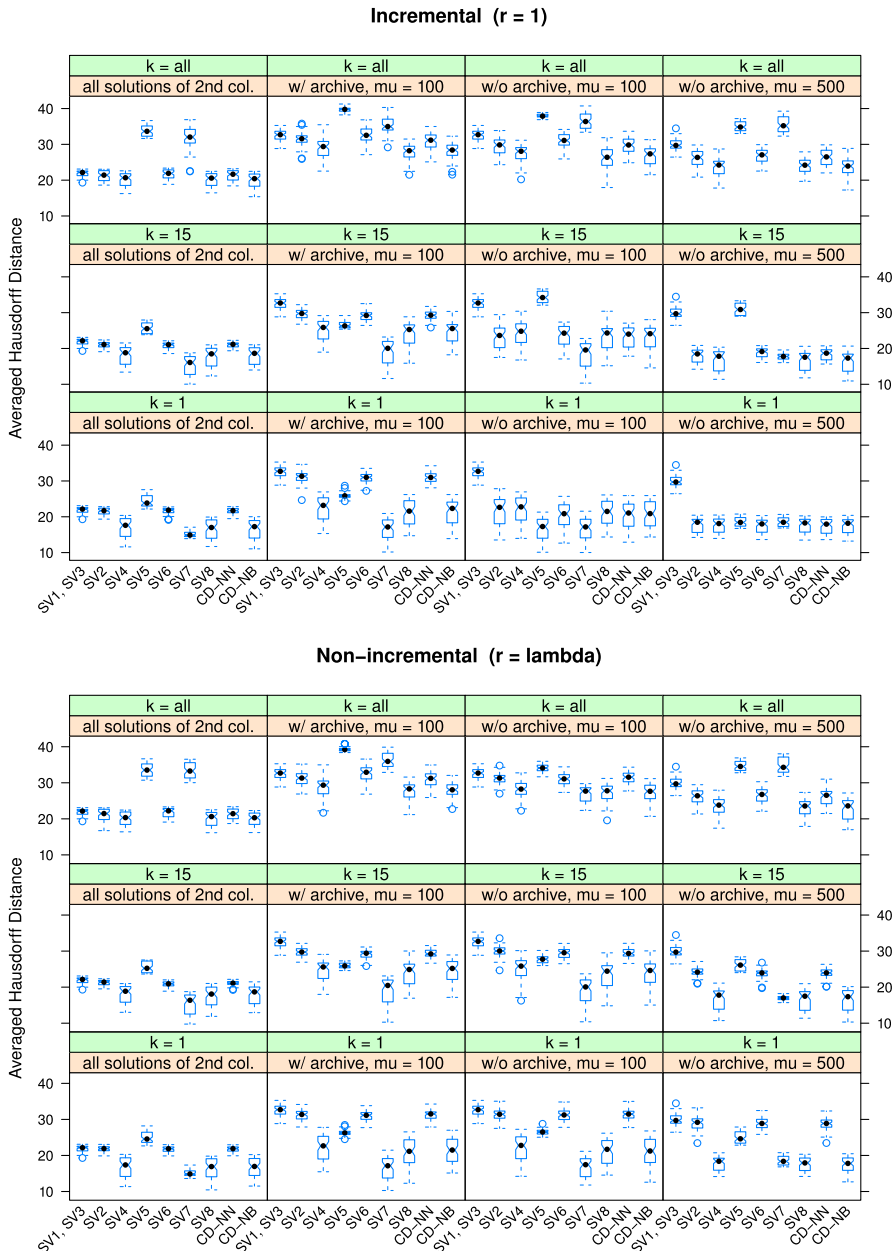 Incremental (r = 1)
k = all k = all k = all k = all
all solutions of 2nd col. w/ archive, mu = 100 w/o archive, mu = 100 w/o archive, mu = 500
40
30
20
10
k = 15 k = 15 k = 15 k = 15
all solutions of 2nd col. w/ archive, mu = 100 w/o archive, mu = 100 w/o archive, mu = 500
40
30
20
10
k = 1 k = 1 k = 1 k = 1
all solutions of 2nd col. w/ archive, mu = 100 w/o archive, mu = 100 w/o archive, mu = 500
40
30
20
10
Averaged Hausdorff Distance
SV1, SV3 SV2 SV4 SV5 SV6 SV7 SV8 CD−NN CD−NB SV1, SV3 SV2 SV4 SV5 SV6 SV7 SV8 CD−NN CD−NB SV1, SV3 SV2 SV4 SV5 SV6 SV7 SV8 CD−NN CD−NB SV1, SV3 SV2 SV4 SV5 SV6 SV7 SV8 CD−NN CD−NB
Non−incremental (r = lambda)
k = all k = all k = all k = all
all solutions of 2nd col. w/ archive, mu = 100 w/o archive, mu = 100 w/o archive, mu = 500
40
30
20
10
k = 15 k = 15 k = 15 k = 15
all solutions of 2nd col. w/ archive, mu = 100 w/o archive, mu = 100 w/o archive, mu = 500
40
30
20
10
k = 1 k = 1 k = 1 k = 1
all solutions of 2nd col. w/ archive, mu = 100 w/o archive, mu = 100 w/o archive, mu = 500
40
30
20
10
Averaged Hausdorff Distance
SV1, SV3 SV2 SV4 SV5 SV6 SV7 SV8 CD−NN CD−NB SV1, SV3 SV2 SV4 SV5 SV6 SV7 SV8 CD−NN CD−NB SV1, SV3 SV2 SV4 SV5 SV6 SV7 SV8 CD−NN CD−NB SV1, SV3 SV2 SV4 SV5 SV6 SV7 SV8 CD−NN CD−NB